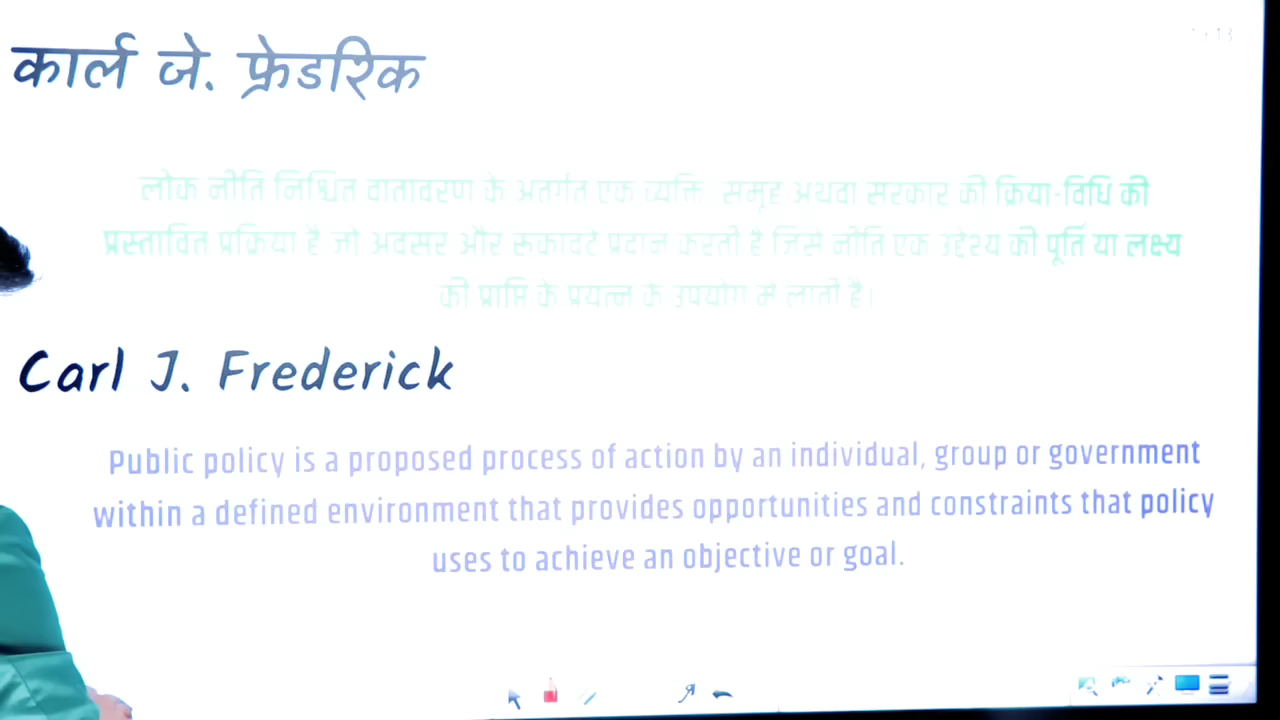 कार्ल जे. फ्रेडरिक
लोक नीति निश्चित वातावरण के अतर्गत एक व्यक्ति समूह अथवा सरकार की क्रिया-विधि की
प्रस्तावित प्रक्रिया है जो अवसर और रूकावटे प्रदान करती है जिसे नीति एक उद्देश्य की पूर्ति या लक्ष्य
की प्राप्ति के प्रयत्न के उपयोग मे लाती है।
Carl J. Frederick
Public policy is a proposed process of action by an individual, group or government
within a defined environment that provides opportunities and constraints that policy
uses to achieve an objective or goal.